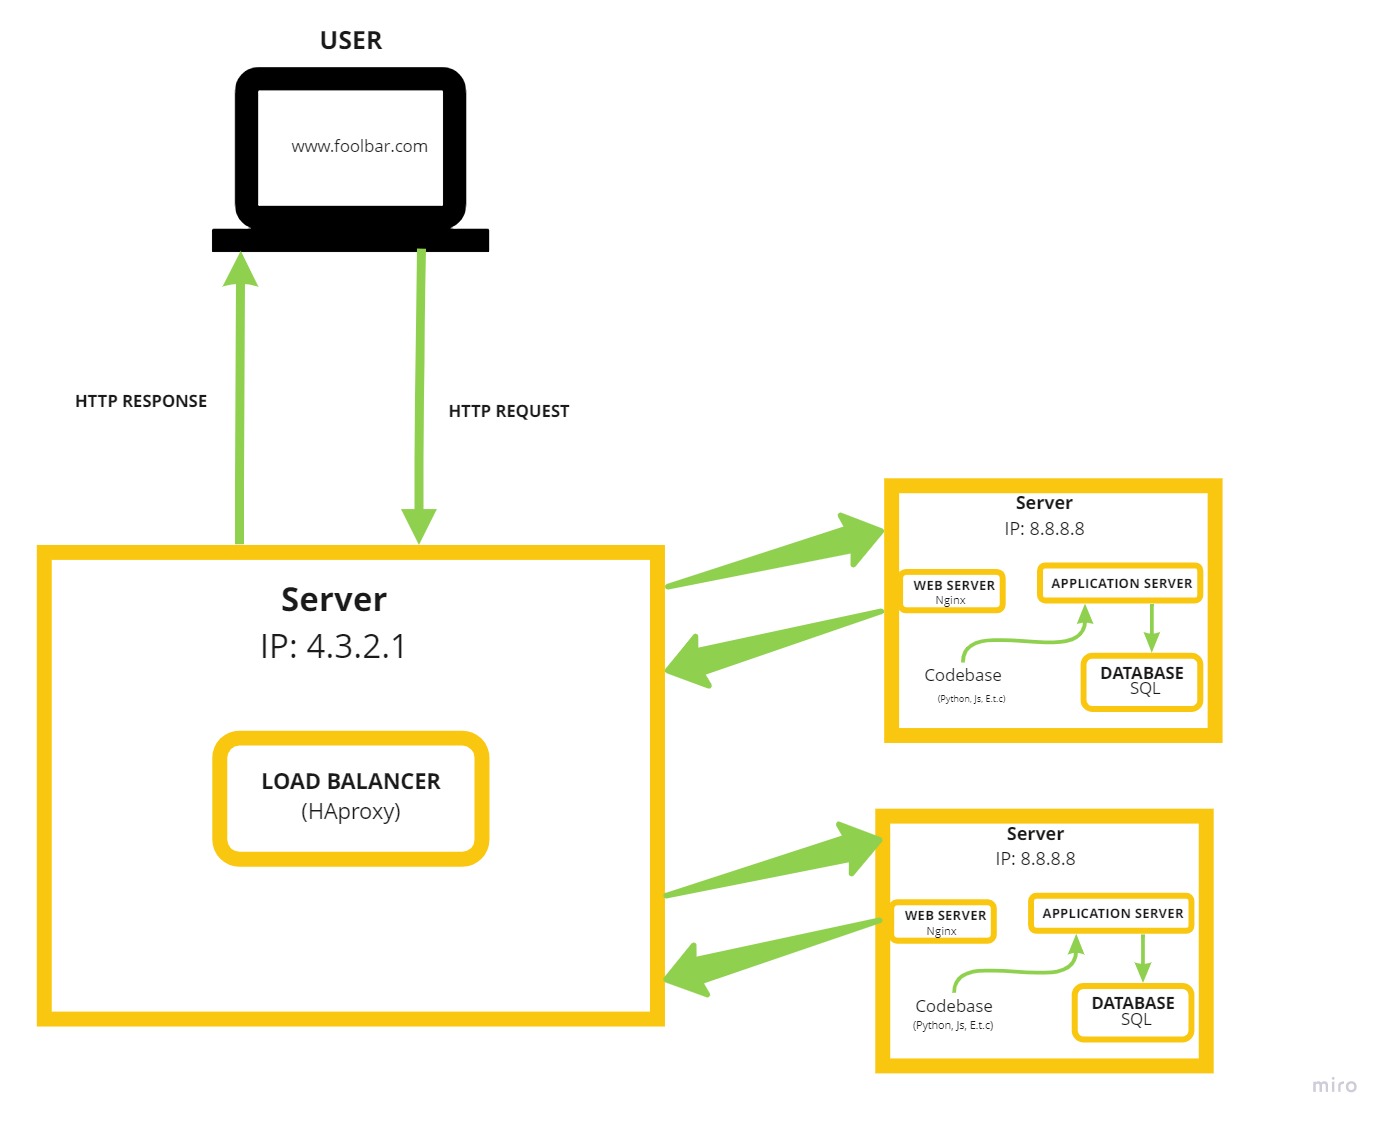 USER
www.foolbar.com
HTTP RESPONSE
HTTP REQUEST
Server
IP: 4.3.2.1
LOAD BALANCER
(HAproxy)
Server
IP: 8.8.8.8
WEB SERVER
Nginx
APPLICATION SERVER
Codebase
(Python, Js, E.t.c)
DATABASE
SQL
Server
IP: 8.8.8.8
WEB SERVER
Nginx
APPLICATION SERVER
Codebase
(Python, Js, E.t.c)
DATABASE
SQL
miro